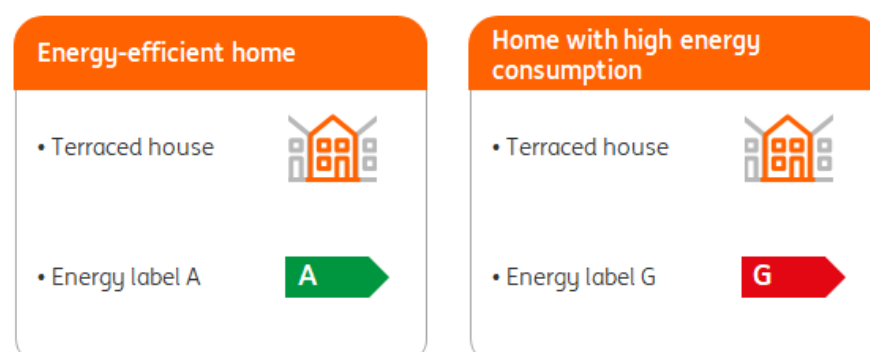 Energy-efficient home
• Terraced house
• Energy label A
A
Home with high energy
consumption
• Terraced house
• Energy label G
G